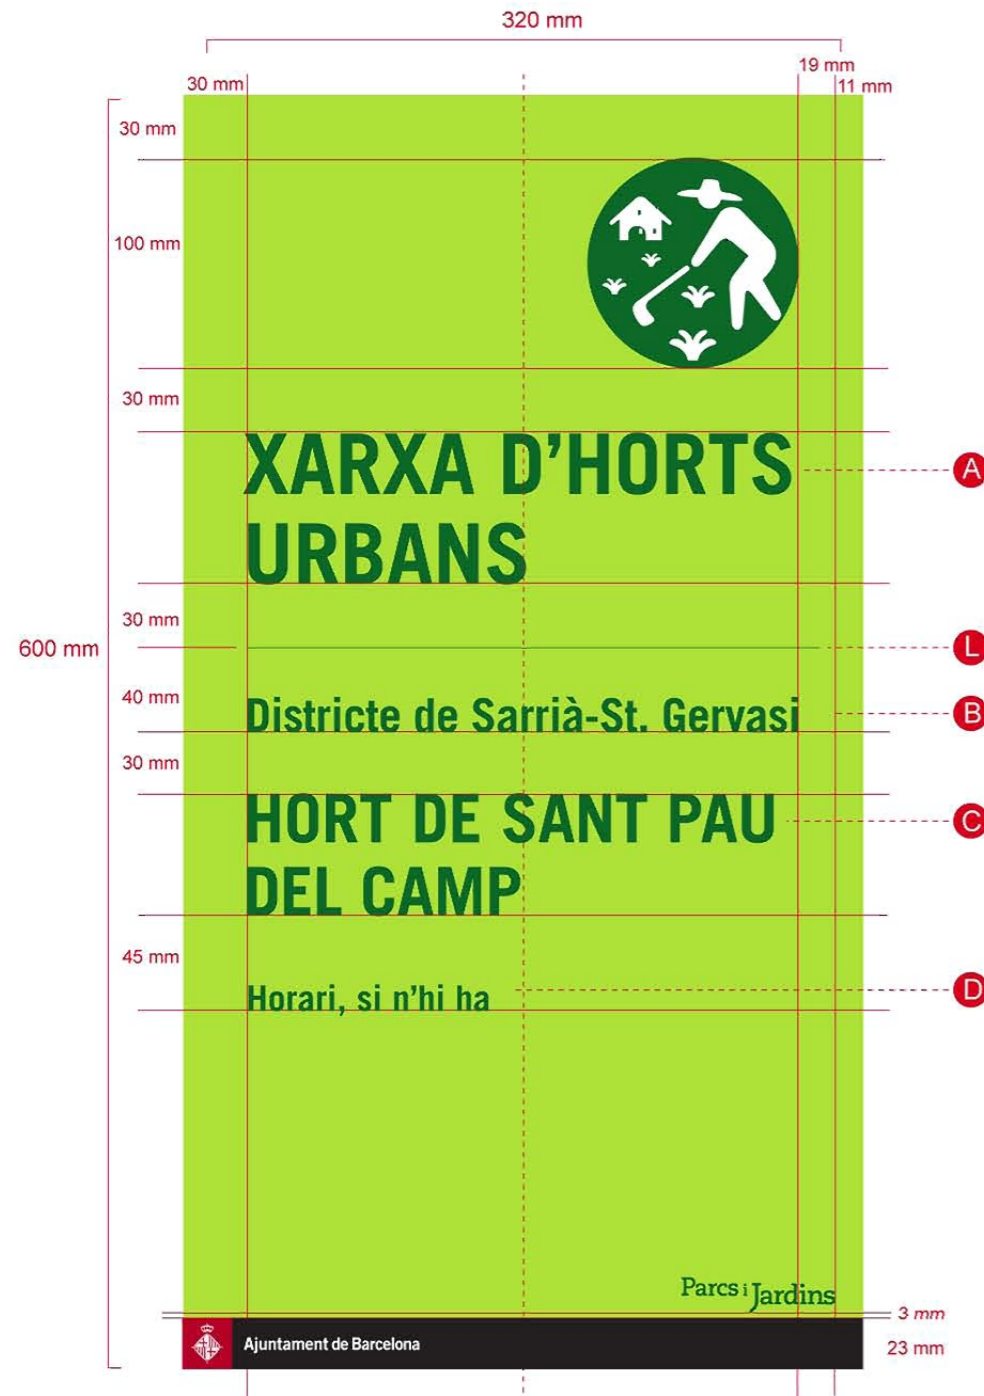 320 mm
19 mm
30 mm
11 mm
30 mm
100 mm
30 mm
XARXA D’HORTS
A
URBANS
30 mm
600 mm
L
40 mm
Districte de Sarrià-St. Gervasi
B
30 mm
HORT DE SANT PAU
C
DEL CAMP
45 mm
Horari, si n’hi ha
D
Parcs i Jardins
3 mm
Ajuntament de Barcelona
23 mm